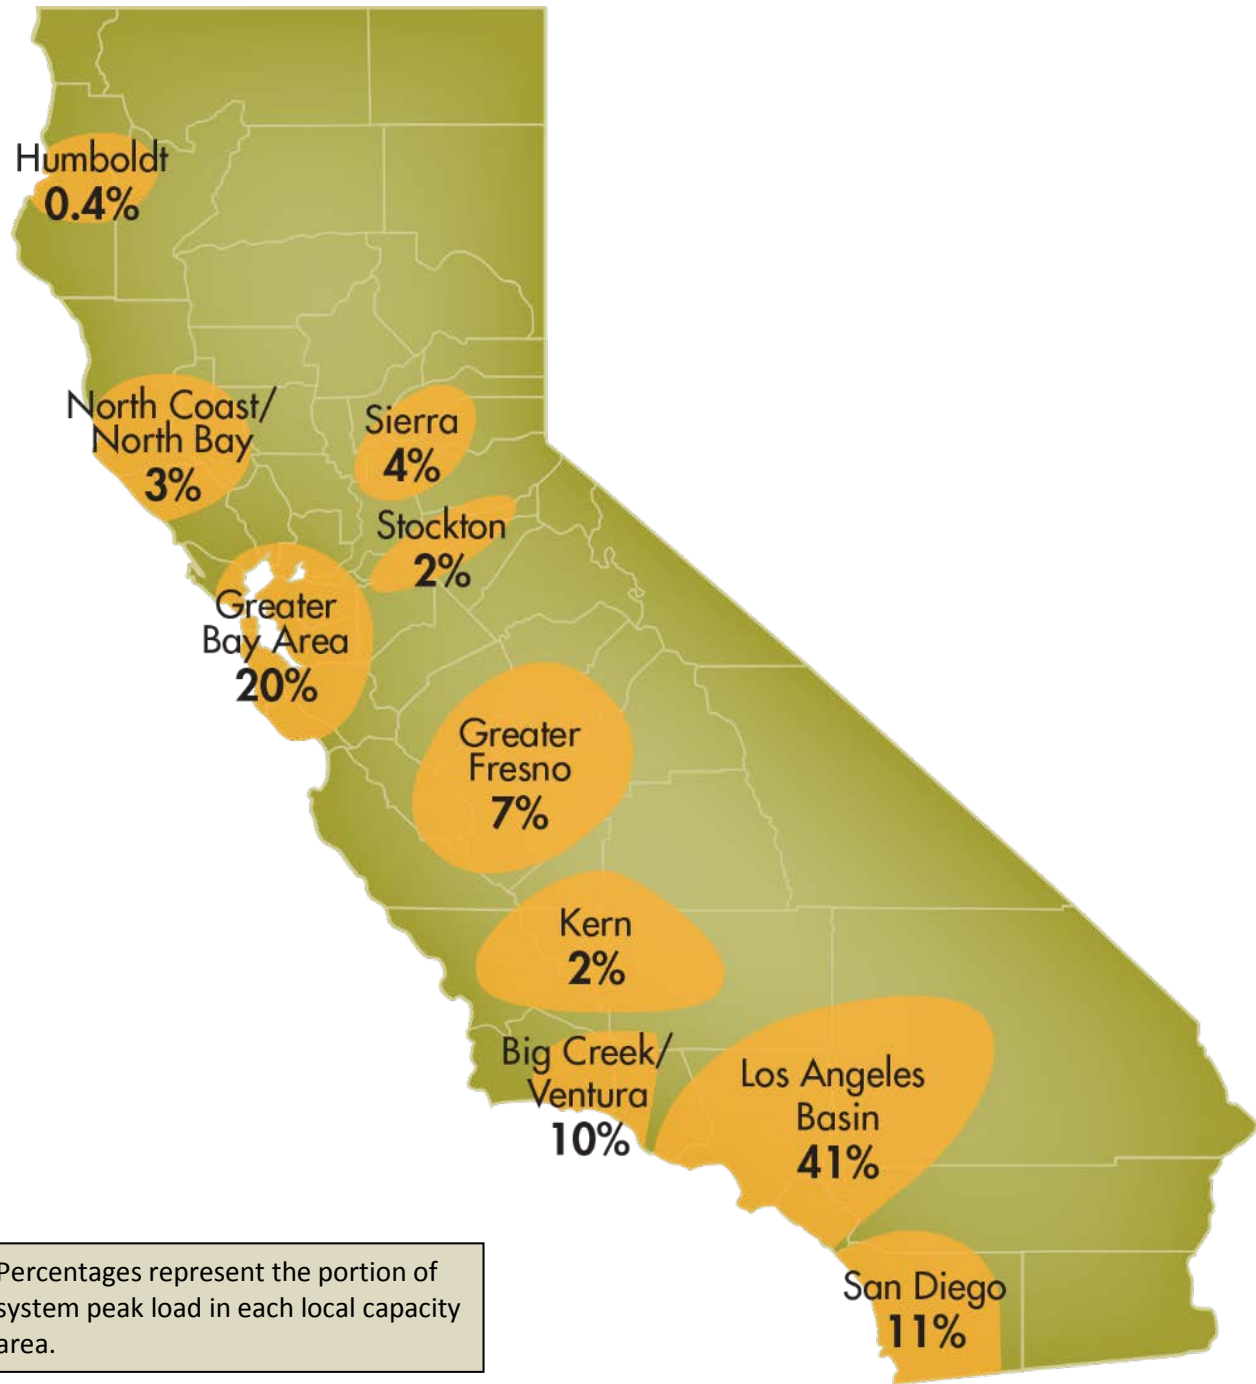 Humboldt
0.4%
North Coast/
North Bay
3%
Sierra
4%
Stockton
2%
Greater
Bay Area
20%
Greater
Fresno
7%
Kern
2%
Big Creek/
Ventura
10%
Los Angeles
Basin
41%
San Diego
11%
Percentages represent the portion of
system peak load in each local capacity
area.